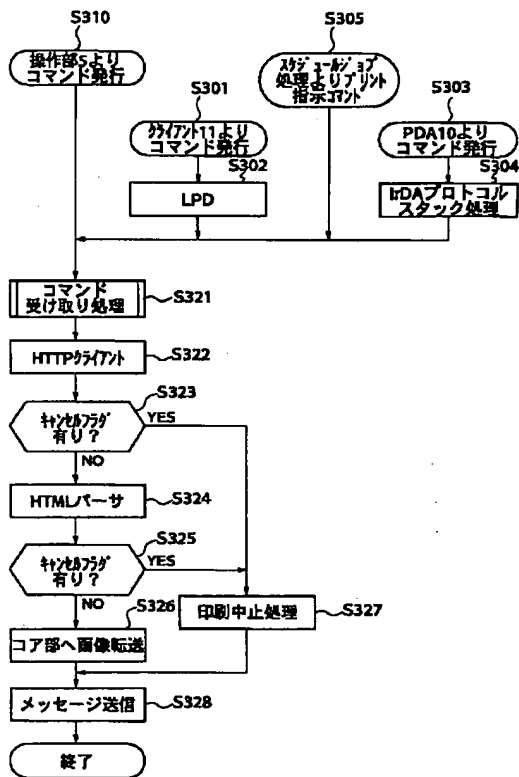 S310
操作部5より
コマンド発行
S305
スケジュールジョブ
処理よりプリント
指示コマンド
S301
クライアント11より
コマンド発行
S303
PDA10より
コマンド発行
S302
LPD
S304
IrDAプロトコル
スタック処理
コマンド
受け取り処理
S321
HTTPクライアント
S322
S323
キャンセルフラグ
有り?
YES
NO
HTMLパーサ
S324
S325
キャンセルフラグ
有り?
YES
NO
S326
コア部へ画像転送
印刷中止処理
S327
メッセージ送信
S328
終了